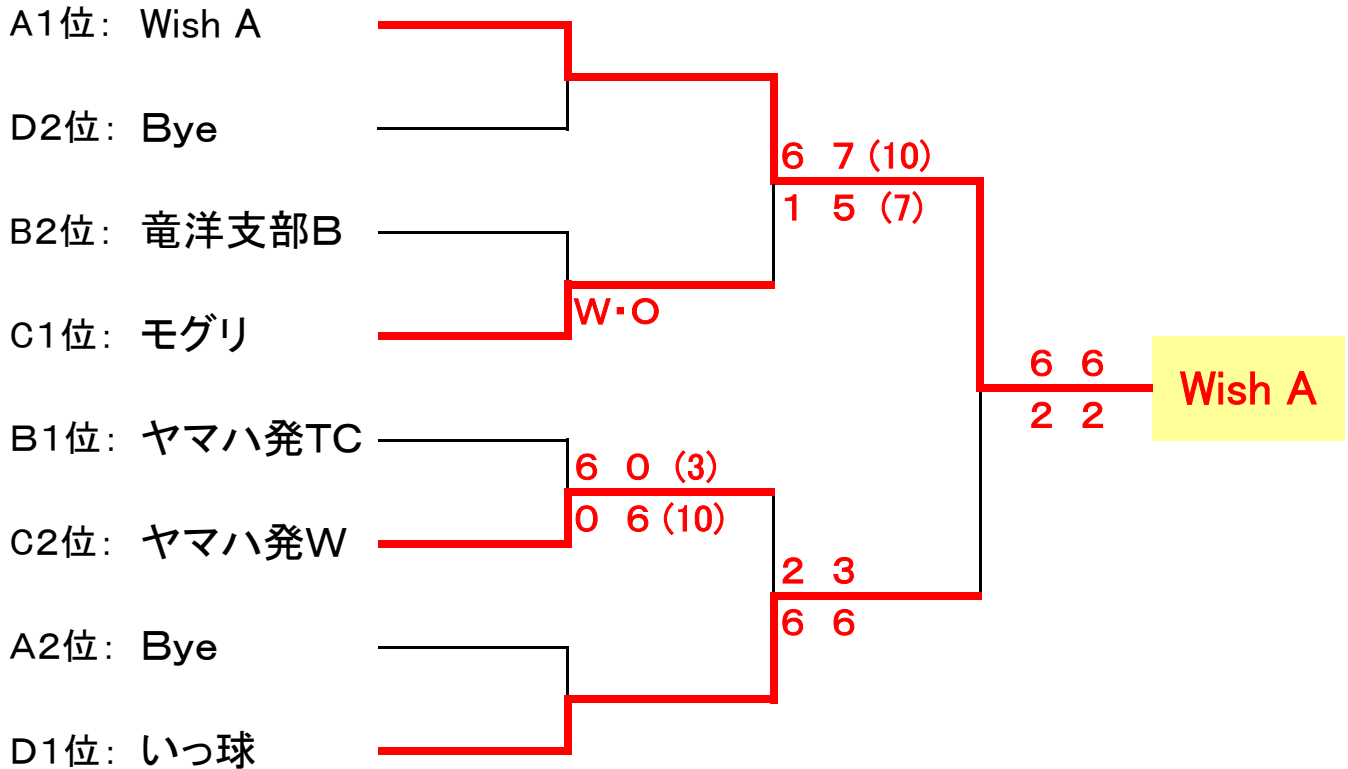 A1位： Wish A
D2位： Bye
6 7 (10)
1 5 (7)
B2位： 竜洋支部B
W・O
C1位： モグリ
6 6
Wish A
2 2
B1位： ヤマハ発TC
6 0 (3)
0 6 (10)
C2位： ヤマハ発W
2 3
6 6
A2位： Bye
D1位： いっ球